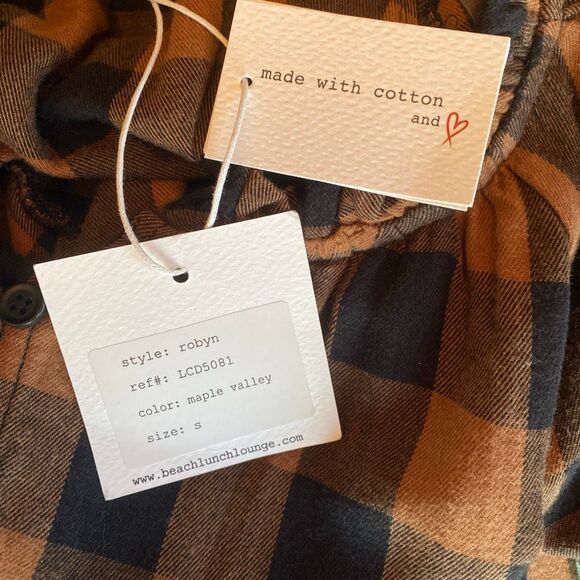 made with cotton
and
style: robyn
ref#: LCD5081
color: maple valley
size: s
www.beachlunchlounge.com